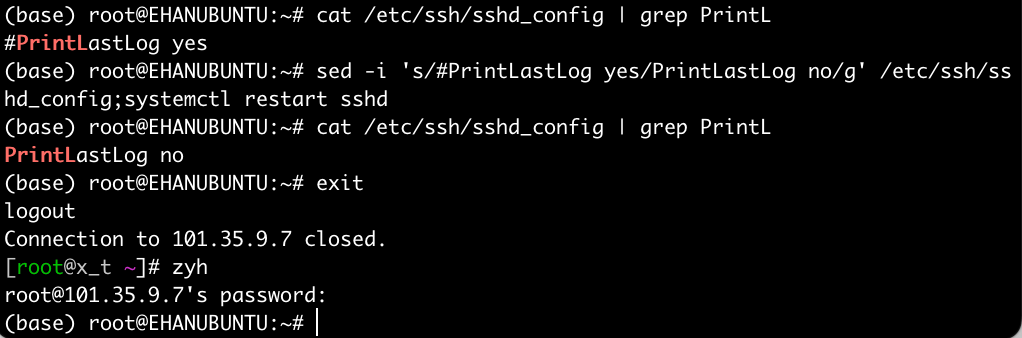 (base) root@EHANUBUNTU:~# cat /etc/ssh/sshd_config | grep PrintL
#PrintLastLog yes
(base) root@EHANUBUNTU:~# sed -i 's/#PrintLastLog yes/PrintLastLog no/g' /etc/ssh/ss
hd_config;systemctl restart sshd
(base) root@EHANUBUNTU:~# cat /etc/ssh/sshd_config | grep PrintL
PrintLastLog no
(base) root@EHANUBUNTU:~# exit
logout
Connection to 101.35.9.7 closed.
[root@x_t ~]# zyh
root@101.35.9.7's password:
(base) root@EHANUBUNTU:~#